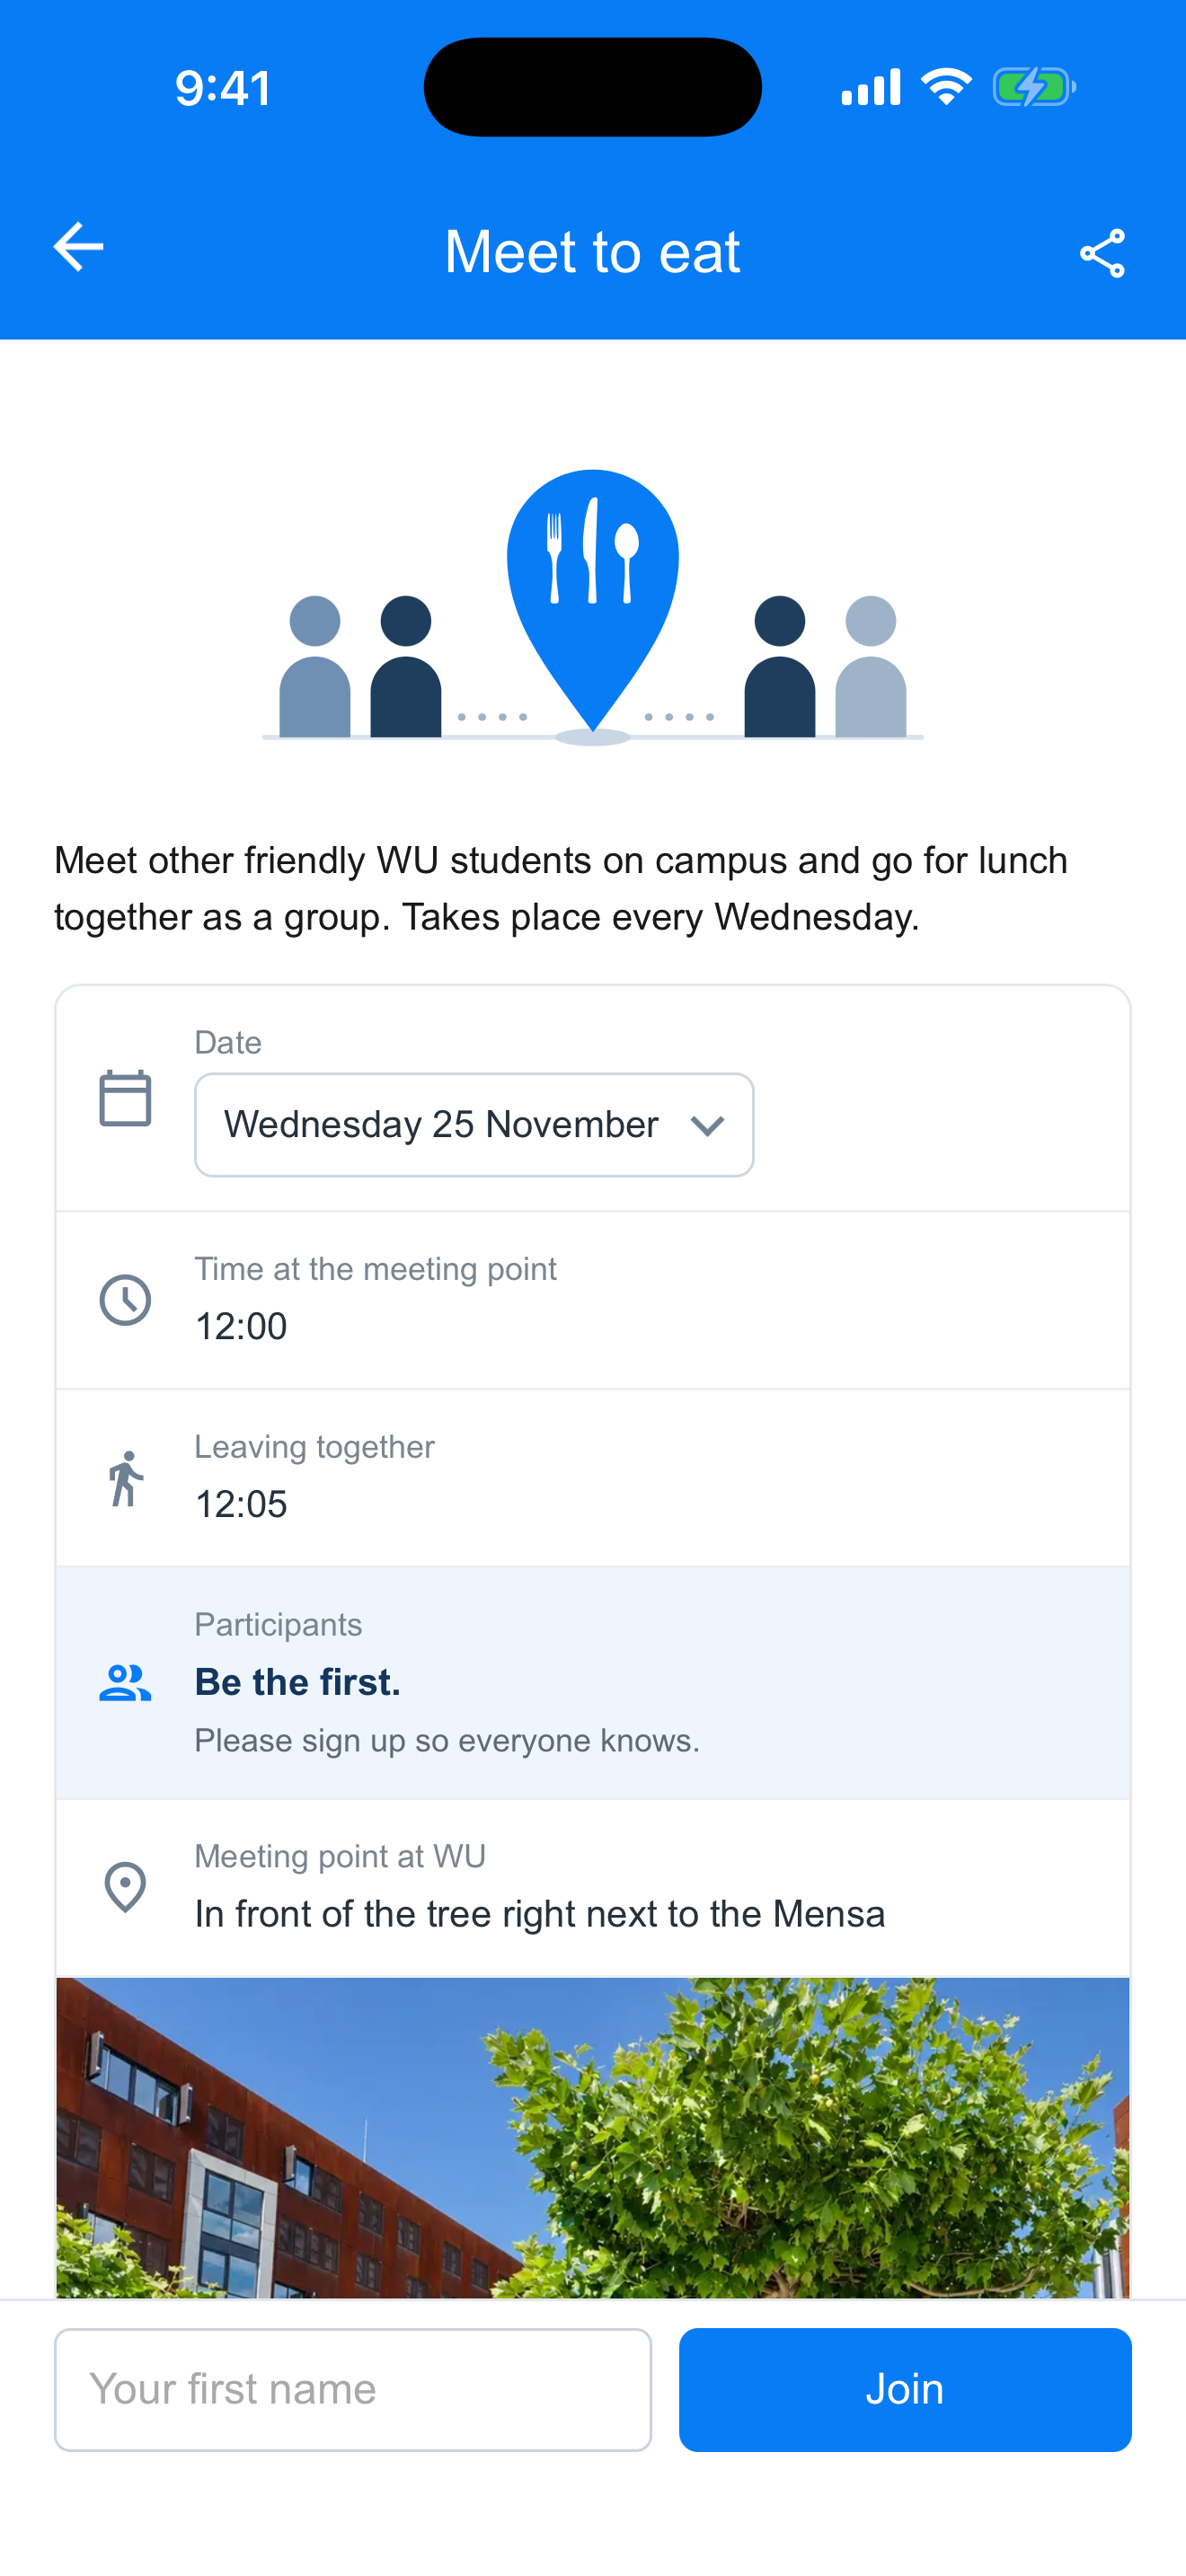 9:41
Meet to eat
Meet other friendly WU students on campus and go for lunch
together as a group. Takes place every Wednesday.
Date
Wednesday 25 November
Time at the meeting point
12:00
Leaving together
12:05
Participants
Be the first.
Please sign up so everyone knows.
Meeting point at WU
In front of the tree right next to the Mensa
Your first name
Join